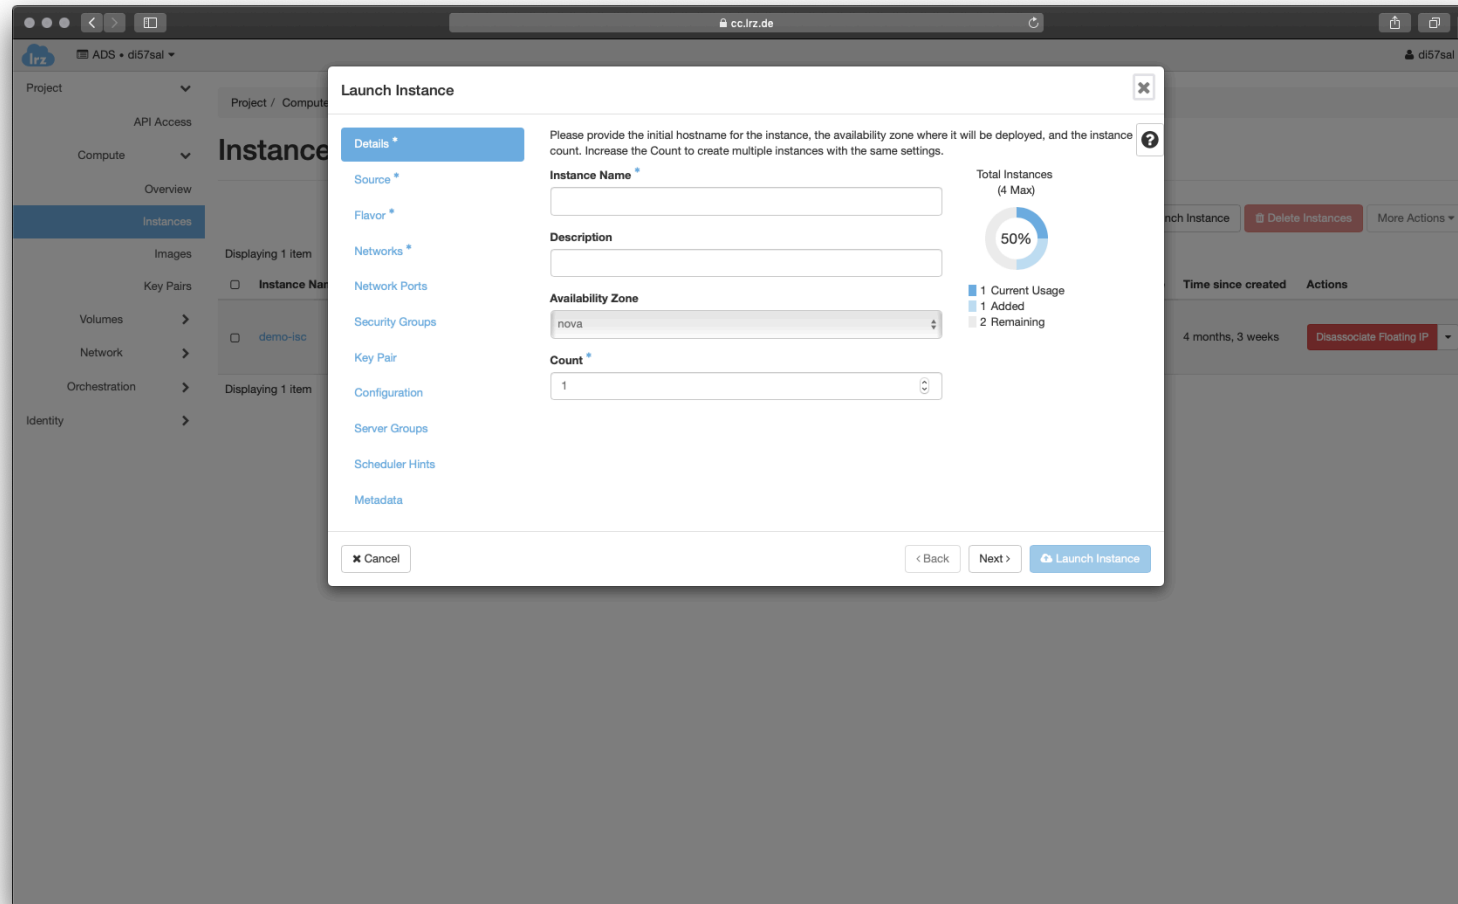 cc.lrz.de
lrz
ADS • di57sal
di57sal
Project
API Access
Compute
Overview
Instances
Images
Key Pairs
Volumes
Network
Orchestration
Identity
Project / Compute
Instance
nch Instance
Delete Instances
More Actions
Displaying 1 item
Instance Nam
Time since created
Actions
demo-isc
4 months, 3 weeks
Disassociate Floating IP
Displaying 1 item
Launch Instance
Details *
Source *
Flavor *
Networks *
Network Ports
Security Groups
Key Pair
Configuration
Server Groups
Scheduler Hints
Metadata
Please provide the initial hostname for the instance, the availability zone where it will be deployed, and the instance
count. Increase the Count to create multiple instances with the same settings.
Instance Name *
Description
Availability Zone
nova
Count *
1
Total Instances
(4 Max)
50%
1 Current Usage
1 Added
2 Remaining
Cancel
< Back
Next >
Launch Instance